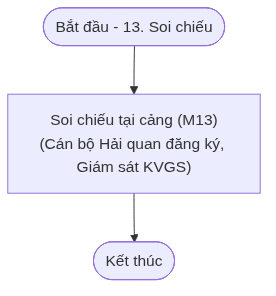 Bắt đầu - 13. Soi chiếu
Soi chiếu tại cảng (M13)
(Cán bộ Hải quan đăng ký,
Giám sát KVGS)
Kết thúc